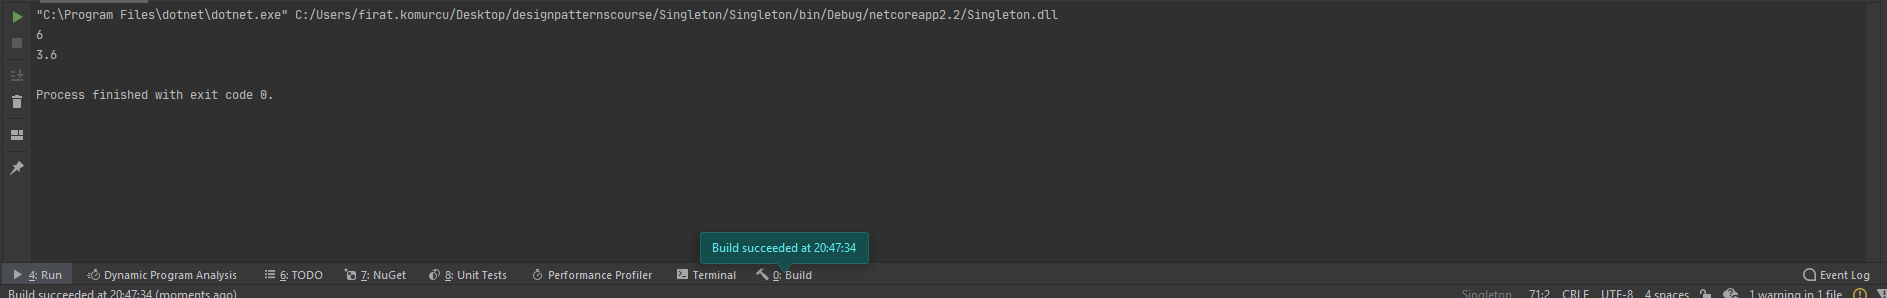 "C:\Program Files\dotnet\dotnet.exe" C:/Users/firat.komurcu/Desktop/designpatternscourse/Singleton/Singleton/bin/Debug/netcoreapp2.2/Singleton.dll
6
3.6
Process finished with exit code 0.
Build succeeded at 20:47:34
4: Run Dynamic Program Analysis 6: TODO 7: NuGet 8: Unit Tests Performance Profiler Terminal 0: Build Event Log
Build succeeded at 20:47:34 (moments ago) Singleton 71:2 CRLF UTF-8 4 spaces 1 warning in 1 file